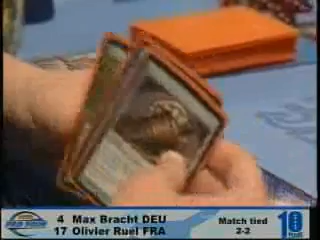 4 Max Bracht DEU
17 Olivier Ruel FRA
Match tied
2-2
10